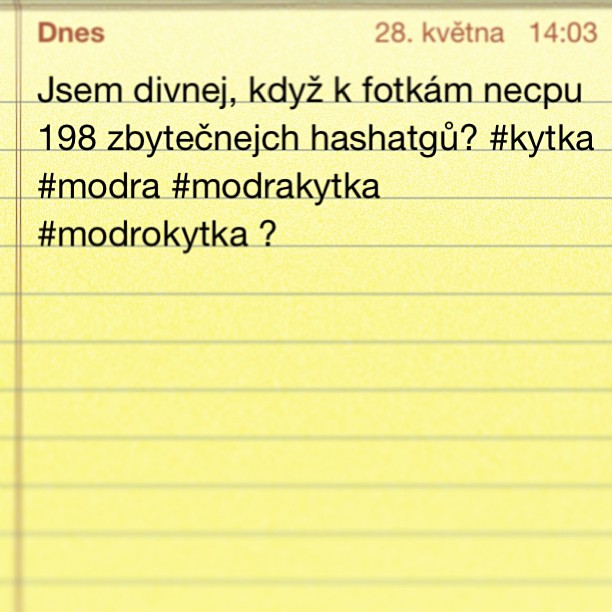 Dnes 28. května 14:03
Jsem divnej, když k fotkám necpu
198 zbytečnejch hashatgů? #kytka
#modra #modrakytka
#modrokytka ?